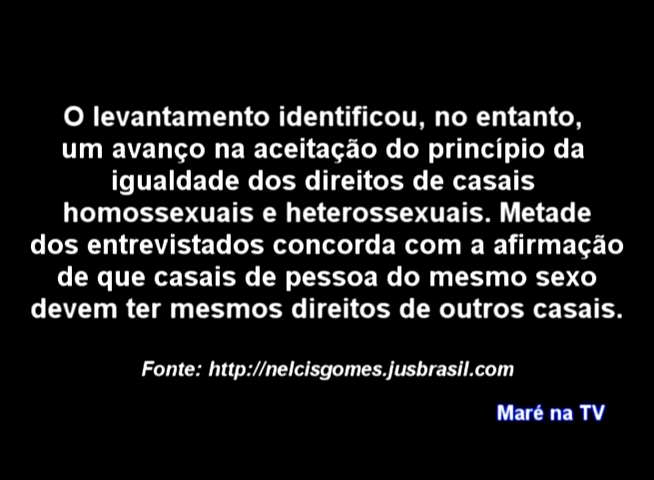 O levantamento identificou, no entanto,
um avanço na aceitação do princípio da
igualdade dos direitos de casais
homossexuais e heterossexuais. Metade
dos entrevistados concorda com a afirmação
de que casais de pessoa do mesmo sexo
devem ter mesmos direitos de outros casais.
Fonte: http://nelcisgomes.jusbrasil.com
Maré na TV